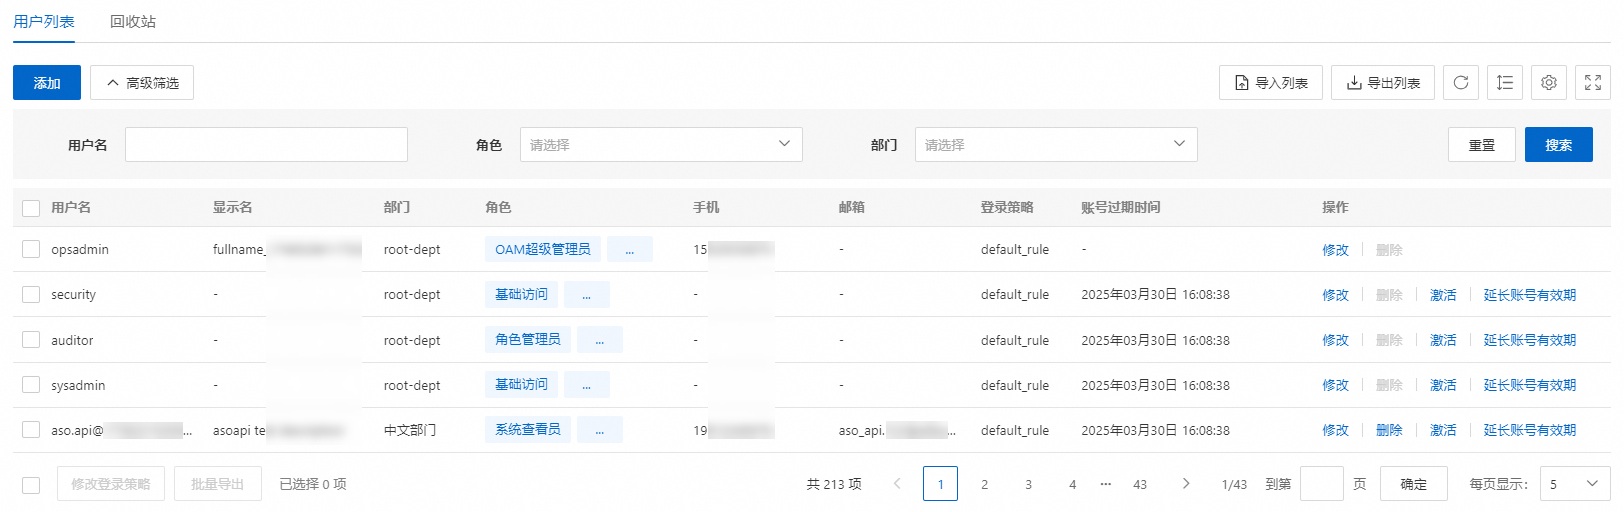 用户列表 回收站
添加 高级筛选 导入列表 导出列表
用户名 角色 请选择 部门 请选择 重置 搜索
用户名 显示名 部门 角色 手机 邮箱 登录策略 账号过期时间 操作
opsadmin fullname_ root-dept OAM超级管理员 ... 15 - default_rule - 修改 删除
security - root-dept 基础访问 ... - - default_rule 2025年03月30日 16:08:38 修改 删除 激活 延长账号有效期
auditor - root-dept 角色管理员 ... - - default_rule 2025年03月30日 16:08:38 修改 删除 激活 延长账号有效期
sysadmin - root-dept 基础访问 ... - - default_rule 2025年03月30日 16:08:38 修改 删除 激活 延长账号有效期
aso.api@ ... asoapi te 中文部门 系统查看员 ... 19 aso_api. ... default_rule 2025年03月30日 16:08:38 修改 删除 激活 延长账号有效期
修改登录策略 批量导出 已选择 0 项 共 213 项 1 2 3 4 ... 43 1/43 到第 页 确定 每页显示: 5